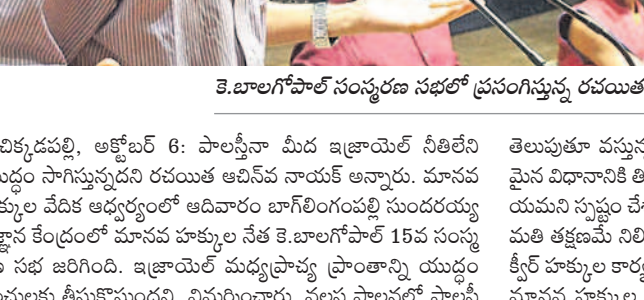 కె.బాలగోపాల్ సంస్మరణ సభలో ప్రసంగిస్తున్న రచయిత
చిక్కడపల్లి, అక్టోబర్ 6: పాలస్తీనా మీద ఇజ్రాయెల్ నీతిలేని
యుద్ధం సాగిస్తున్నదని రచయిత ఆచిన్‌వ నాయక్ అన్నారు. మానవ
హక్కుల వేదిక ఆధ్వర్యంలో ఆదివారం బాగ్‌లింగంపల్లి సుందరయ్య
విజ్ఞాన కేంద్రంలో మానవ హక్కుల నేత కె.బాలగోపాల్ 15వ సంస్మ
రణ సభ జరిగింది. ఇజ్రాయెల్ మధ్యప్రాచ్య ప్రాంతాన్ని యుద్ధం
తెలుపుతూ
మైన విధానానికి
యమని స్పష్టం
మతి తక్షణమే
హక్కుల